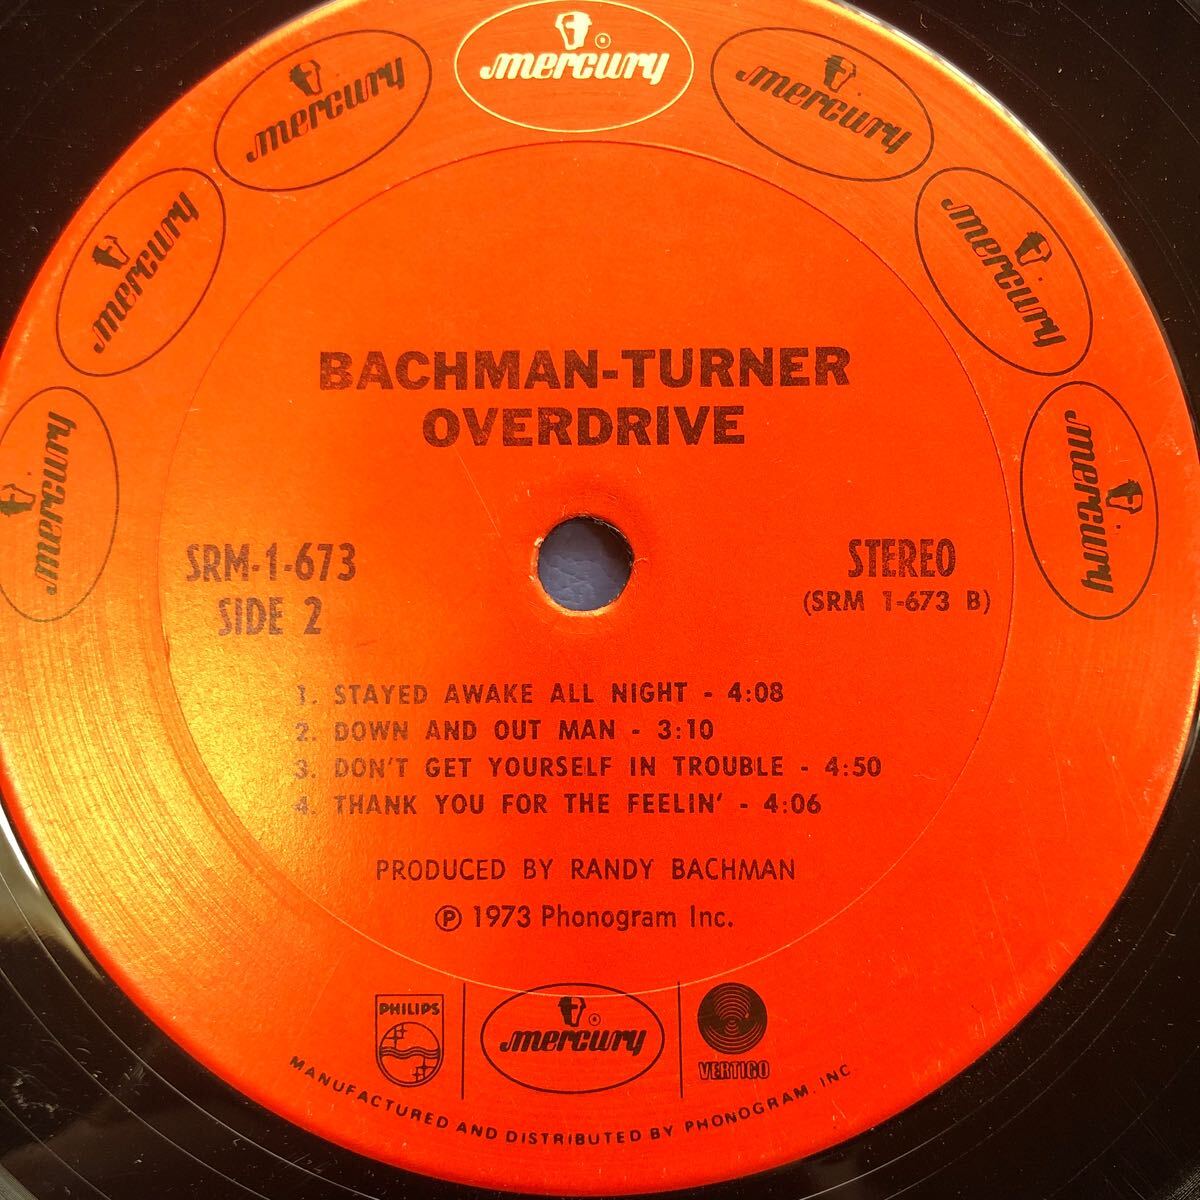 mercury
mercury
mercury
mercury
mercury
mercury
mercury
BACHMAN-TURNER
OVERDRIVE
SRM-1-673
SIDE 2
STEREO
(SRM 1-673 B)
1. STAYED AWAKE ALL NIGHT - 4:08
2. DOWN AND OUT MAN - 3:10
3. DON'T GET YOURSELF IN TROUBLE - 4:50
4. THANK YOU FOR THE FEELIN' - 4:06
PRODUCED BY RANDY BACHMAN
Ⓟ 1973 Phonogram Inc.
PHILIPS
mercury
VERTIGO
MANUFACTURED AND DISTRIBUTED BY PHONOGRAM, INC.